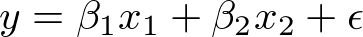 y = β₁x₁ + β₂x₂ + ϵ